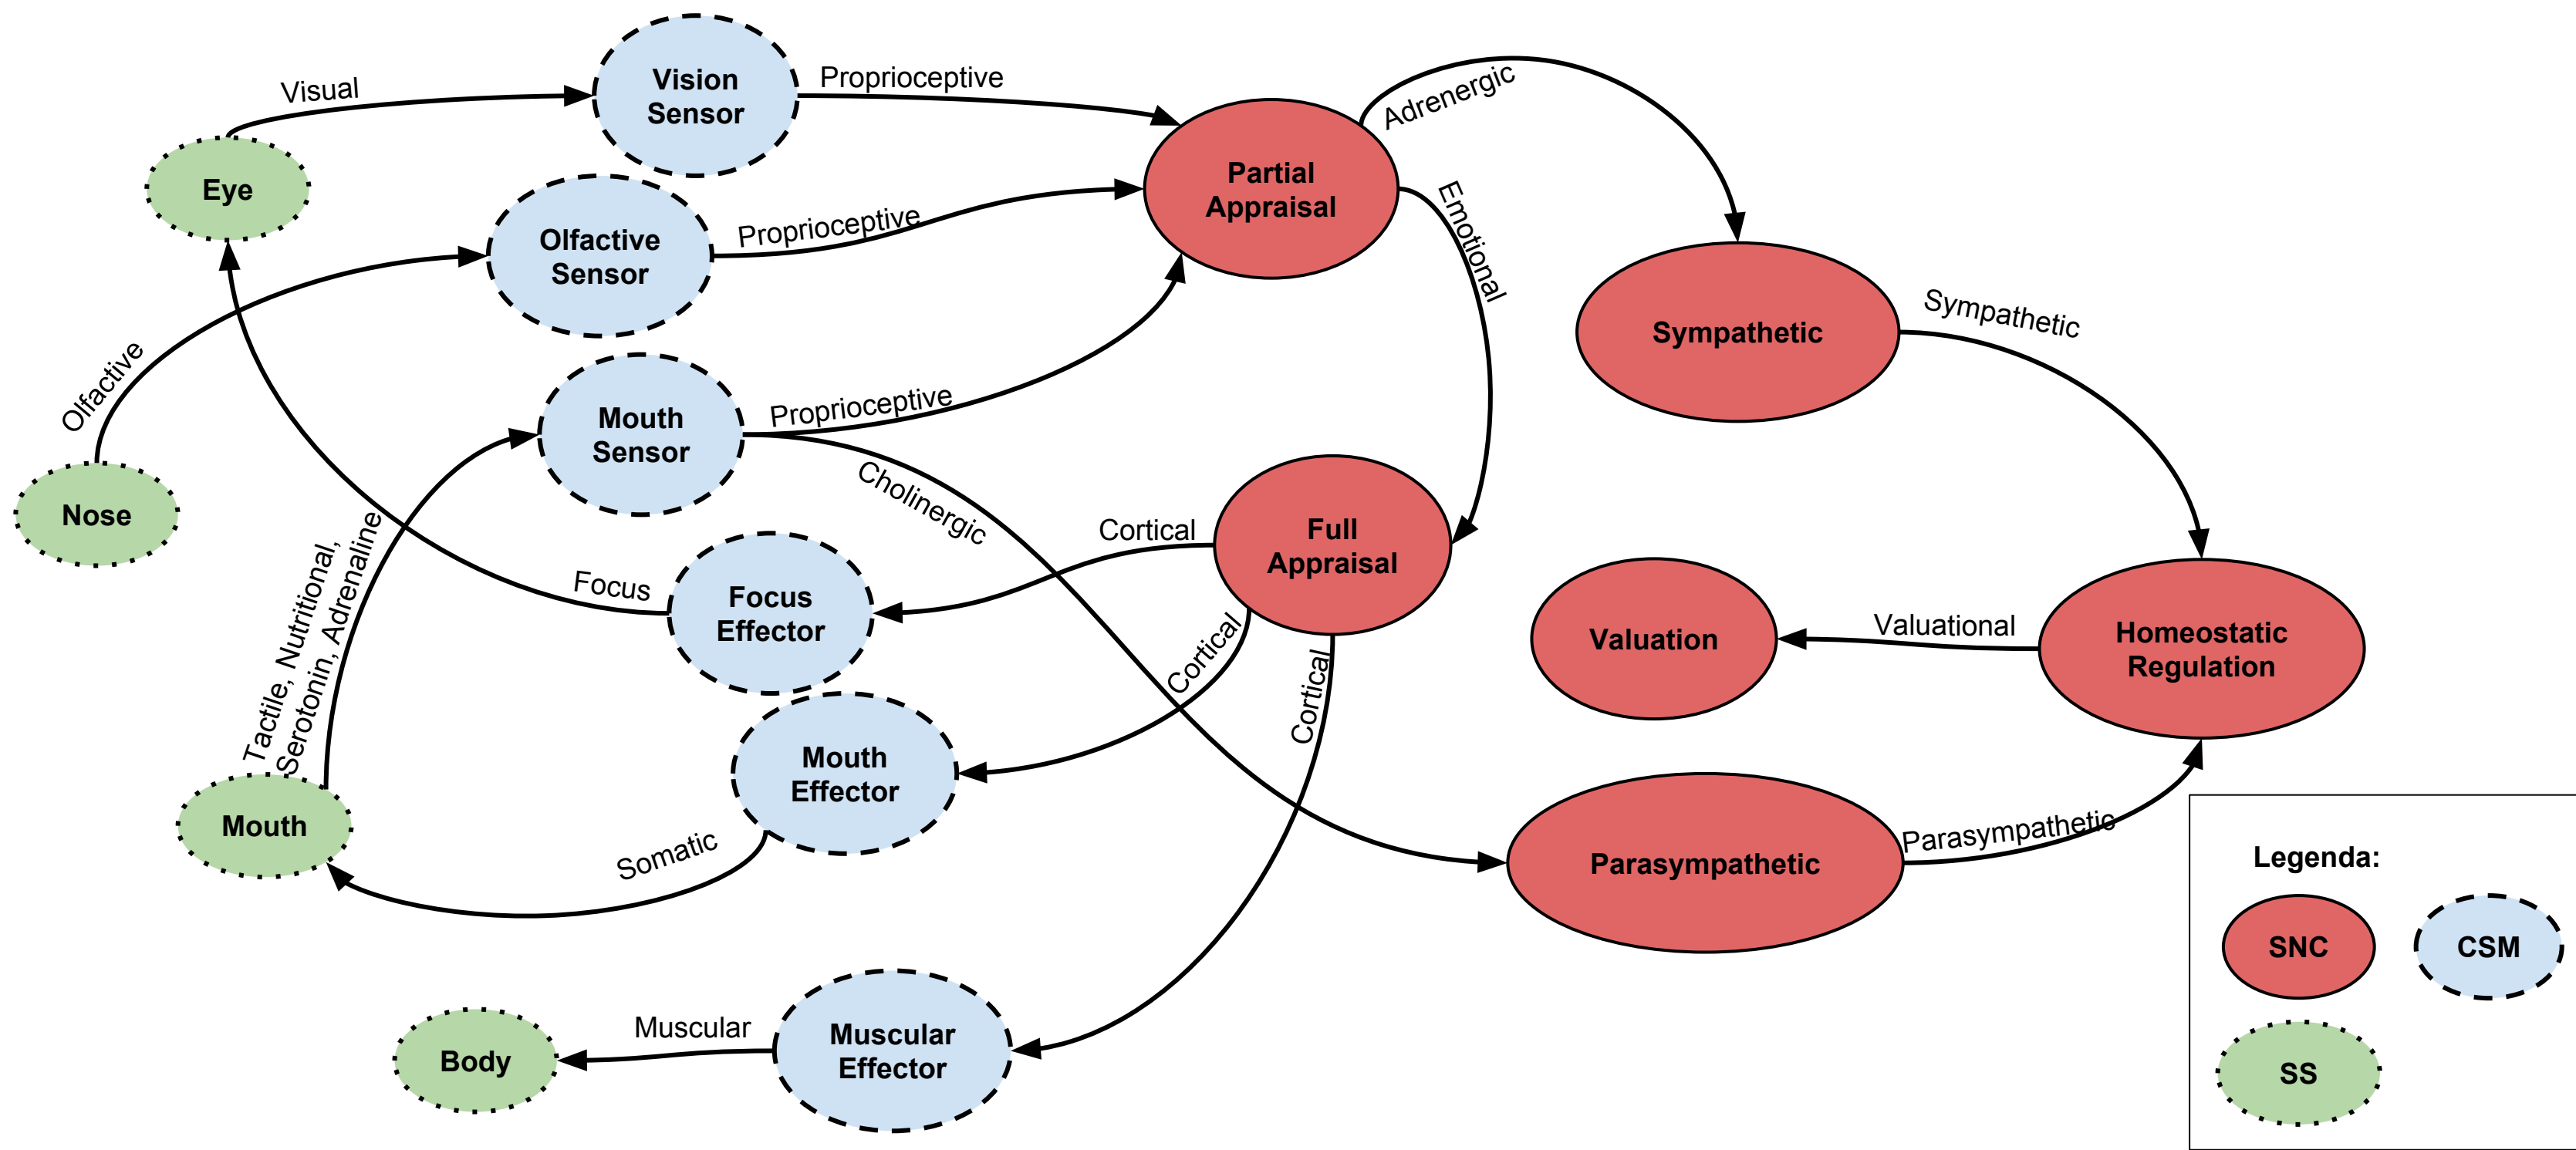 Visual
Vision
Sensor
Proprioceptive
Adrenergic
Eye
Partial
Appraisal
Emotional
Olfactive
Sensor
Proprioceptive
Sympathetic
Sympathetic
Olfactive
Nose
Mouth
Sensor
Proprioceptive
Cholinergic
Full
Appraisal
Cortical
Cortical
Cortical
Focus
Focus
Effector
Tactile, Nutritional,
Serotonin, Adrenaline
Valuation
Valuational
Homeostatic
Regulation
Mouth
Mouth
Effector
Somatic
Parasympathetic
Parasympathetic
Body
Muscular
Muscular
Effector
Legenda:
SNC
CSM
SS